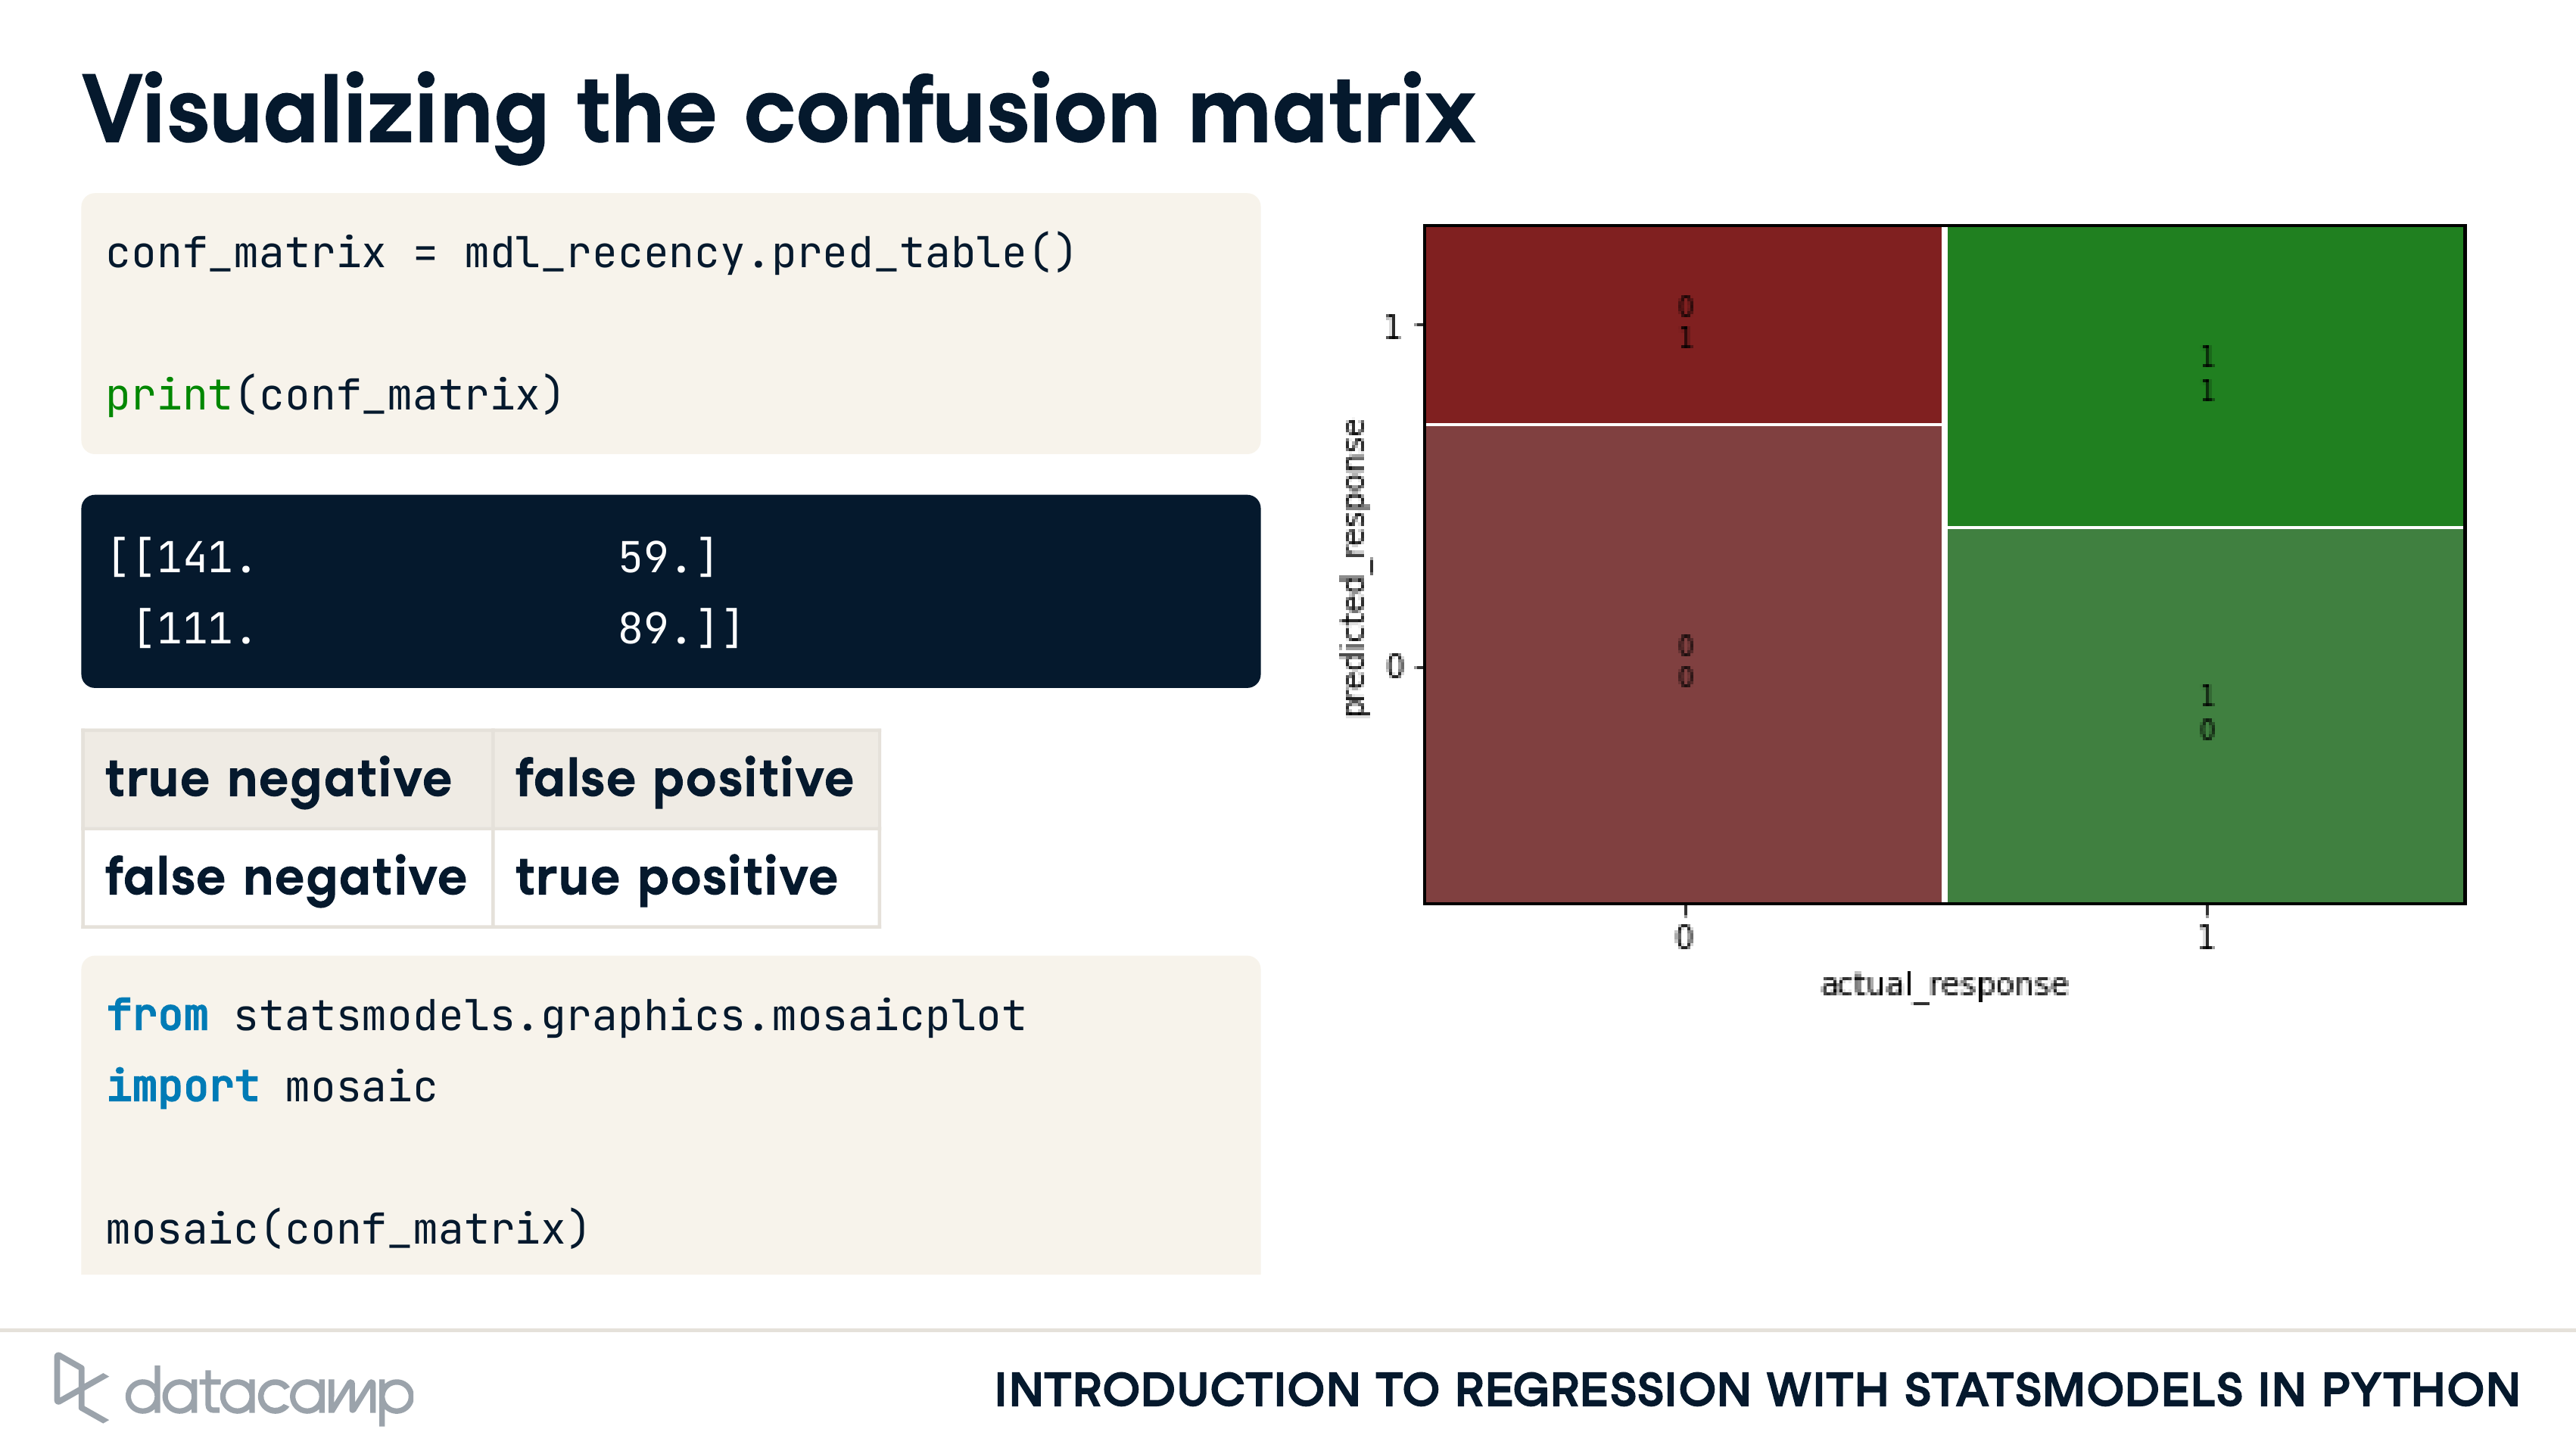 Visualizing the confusion matrix
conf_matrix = mdl_recency.pred_table()
print(conf_matrix)
[[141. 59.]
[111. 89.]]
true negative false positive
false negative true positive
from statsmodels.graphics.mosaicplot
import mosaic
mosaic(conf_matrix)
predicted_response
1
0
0
1
1
1
0
0
1
0
0 1
actual_response
datacamp
INTRODUCTION TO REGRESSION WITH STATSMODELS IN PYTHON